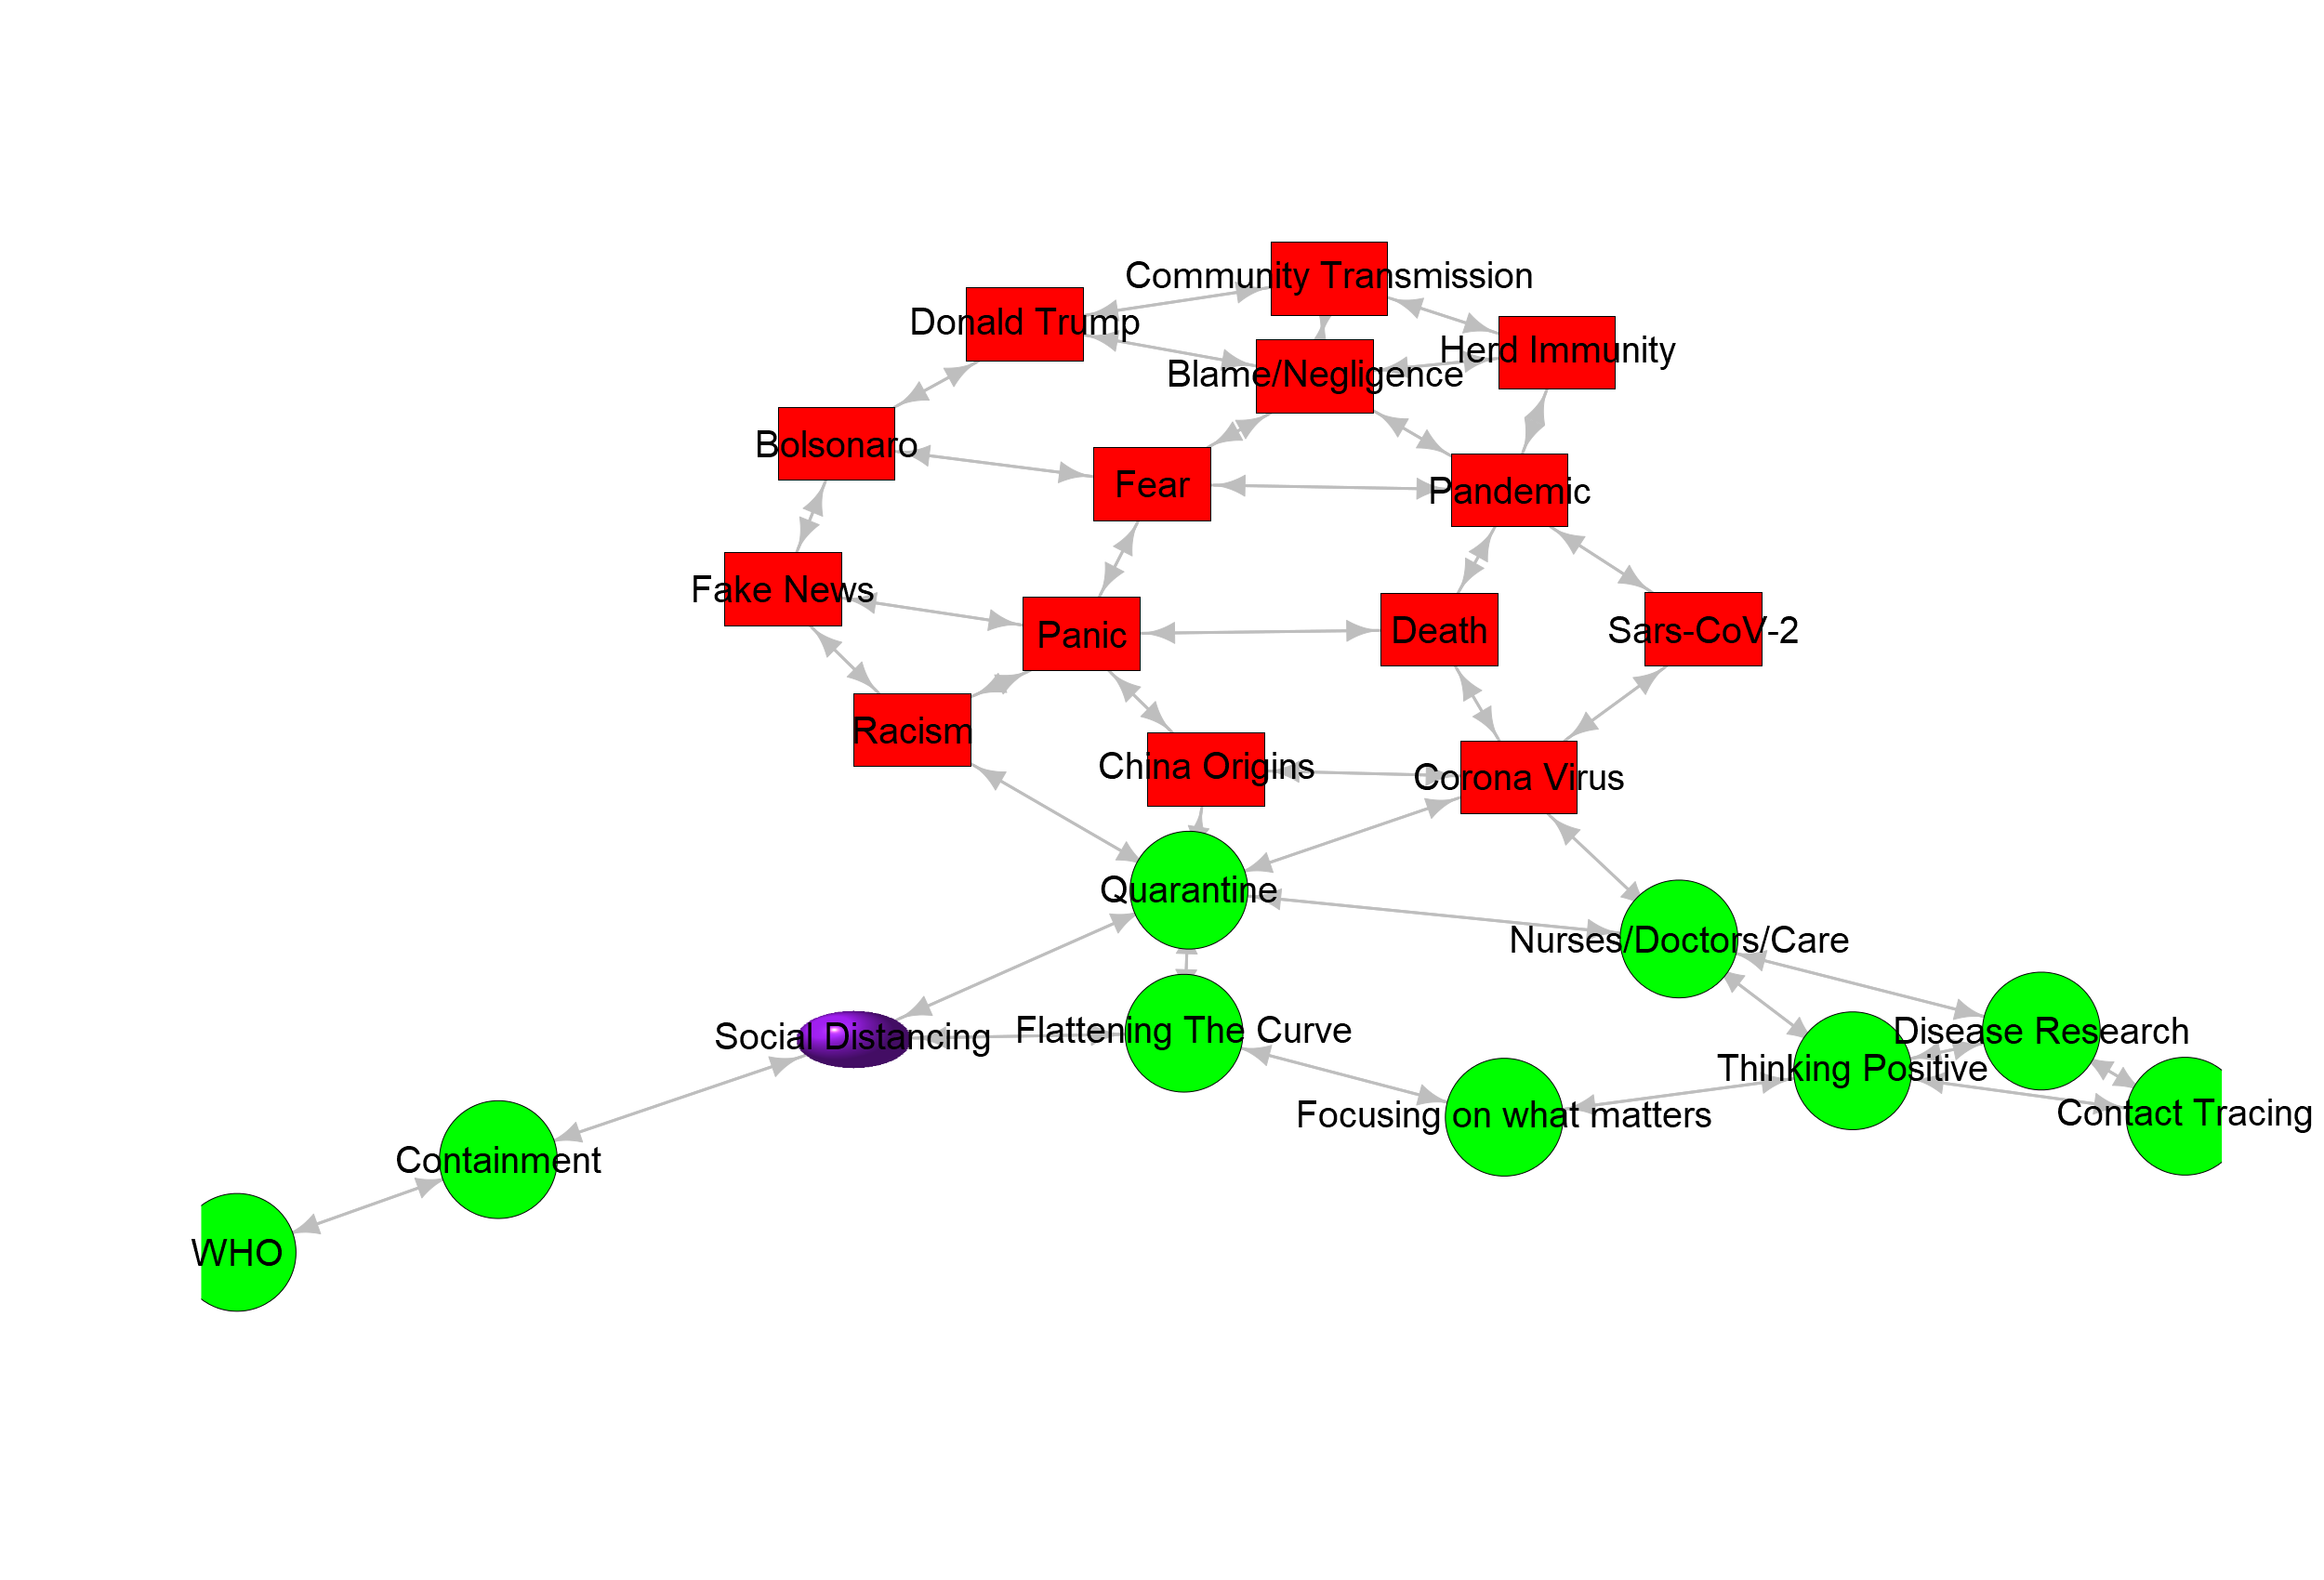 Community Transmission
Donald Trump
Herd Immunity
Blame/Negligence
Bolsonaro
Fear
Pandemic
Fake News
Panic
Death
Sars-CoV-2
Racism
China Origins
Corona Virus
Quarantine
Nurses/Doctors/Care
Social Distancing
Flattening The Curve
Disease Research
Thinking Positive
Focusing on what matters
Contact Tracing
Containment
WHO